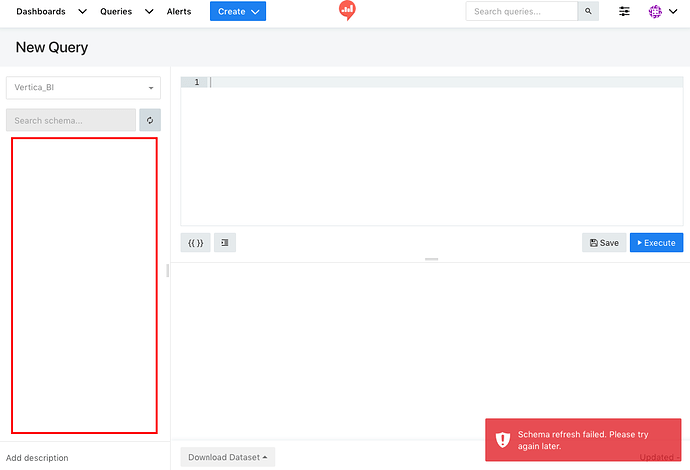 Dashboards Queries Alerts Create Search queries...
New Query
Vertica_BI
1
Search schema...
{{ }} Save Execute
Schema refresh failed. Please try
again later.
Add description Download Dataset Updated